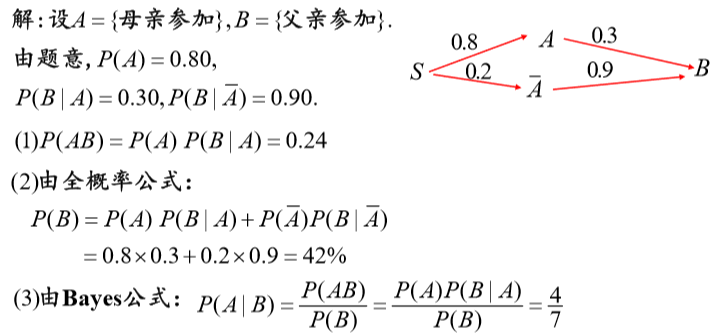 解:设A = {母亲参加},B = {父亲参加}.
由题意,P(A) = 0.80,
P(B | A) = 0.30,P(B | A̅) = 0.90.
(1)P(AB) = P(A) P(B | A) = 0.24
(2)由全概率公式:
P(B) = P(A) P(B | A) + P(A̅)P(B | A̅)
= 0.8×0.3+0.2×0.9 = 42%
(3)由Bayes公式: P(A | B) = P(AB)/P(B) = P(A)P(B | A)/P(B) = 4/7
0.8 A 0.3
S 0.2 A̅ 0.9 B